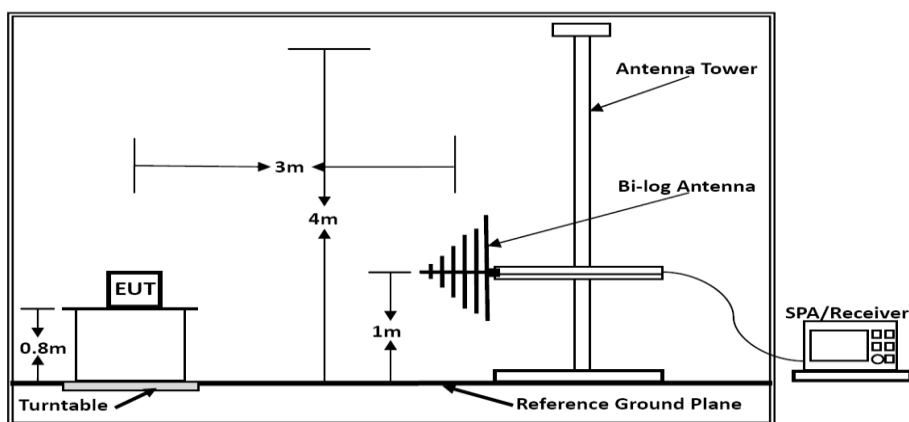 Antenna Tower
3m
Bi-log Antenna
4m
EUT
SPA/Receiver
1m
0.8m
Turntable
Reference Ground Plane